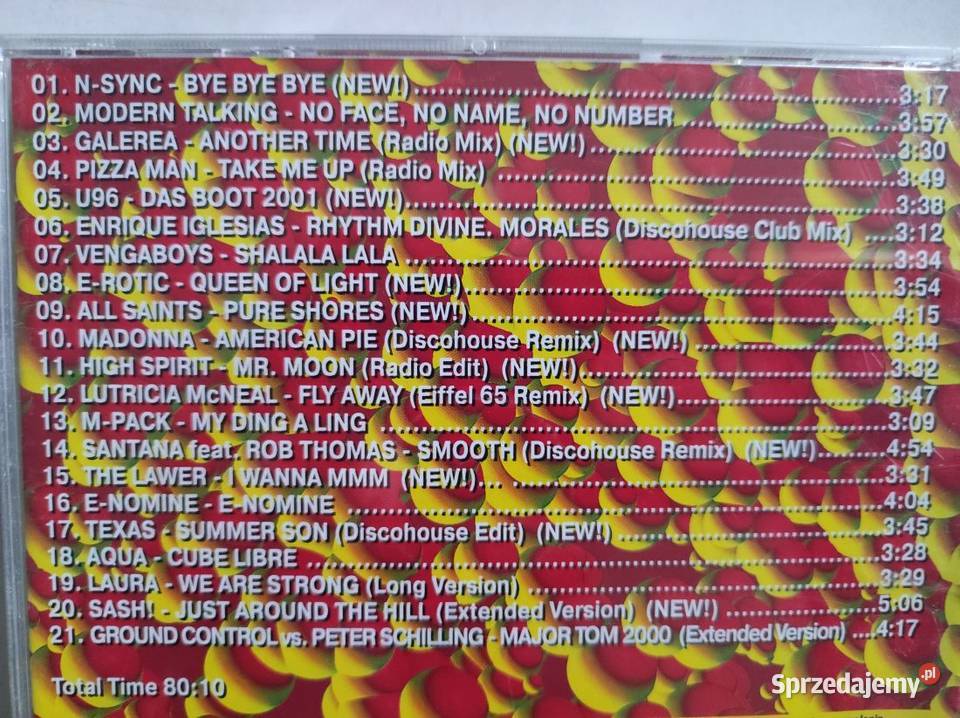 01. N-SYNC - BYE BYE BYE (NEW!)......3:17
02. MODERN TALKING - NO FACE, NO NAME, NO NUMBER......3:57
03. GALEREA - ANOTHER TIME (Radio Mix) (NEW!)......3:30
04. PIZZA MAN - TAKE ME UP (Radio Mix) ......3:49
05. U96 - DAS BOOT 2001 (NEW!)......3:38
06. ENRIQUE IGLESIAS - RHYTHM DIVINE. MORALES (Discohouse Club Mix) ....3:12
07. VENGABOYS - SHALALA LALA ......3:34
08. E-ROTIC - QUEEN OF LIGHT (NEW!)......3:54
09. ALL SAINTS - PURE SHORES (NEW!)......4:15
10. MADONNA - AMERICAN PIE (Discohouse Remix) (NEW!) ......3:44
11. HIGH SPIRIT - MR. MOON (Radio Edit) (NEW!)......3:32
12. LUTRICIA McNEAL - FLY AWAY (Eiffel 65 Remix) (NEW!)......3:47
13. M-PACK - MY DING A LING ......3:09
14. SANTANA feat. ROB THOMAS - SMOOTH (Discohouse Remix) (NEW!)......4:54
15. THE LAWER - I WANNA MMM (NEW!)......3:31
16. E-NOMINE - E-NOMINE ......4:04
17. TEXAS - SUMMER SON (Discohouse Edit) (NEW!) ......3:45
18. AQUA - CUBE LIBRE ......3:28
19. LAURA - WE ARE STRONG (Long Version) ......3:29
20. SASH! - JUST AROUND THE HILL (Extended Version) (NEW!) ......5:06
21. GROUND CONTROL vs. PETER SCHILLING - MAJOR TOM 2000 (Extended Version) ....4:17
Total Time 80:10
Sprzedajemy.pl